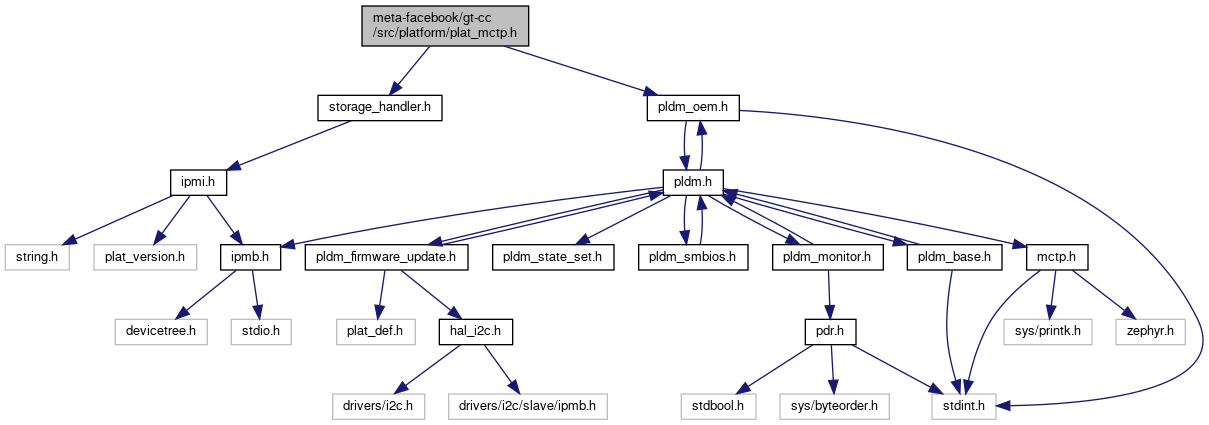 meta-facebook/gt-cc
/src/platform/plat_mctp.h
storage_handler.h
pldm_oem.h
ipmi.h
pldm.h
string.h
plat_version.h
ipmb.h
pldm_firmware_update.h
pldm_state_set.h
pldm_smbios.h
pldm_monitor.h
pldm_base.h
mctp.h
devicetree.h
stdio.h
plat_def.h
hal_i2c.h
pdr.h
sys/printk.h
zephyr.h
drivers/i2c.h
drivers/i2c/slave/ipmb.h
stdbool.h
sys/byteorder.h
stdint.h